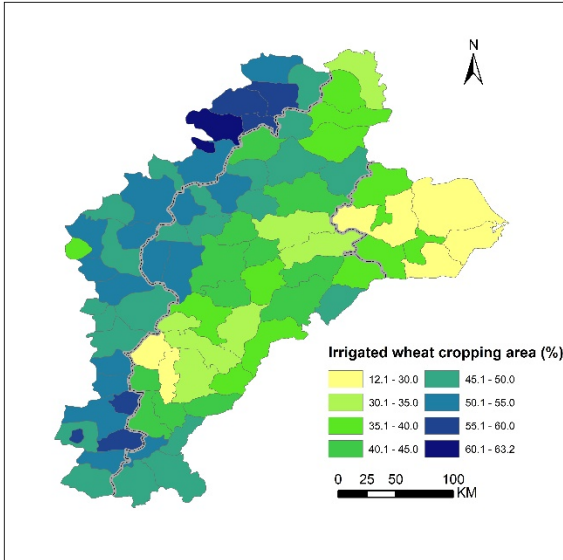 N
Irrigated wheat cropping area (%)
12.1 - 30.0 45.1 - 50.0
30.1 - 35.0 50.1 - 55.0
35.1 - 40.0 55.1 - 60.0
40.1 - 45.0 60.1 - 63.2
0 50 100
KM